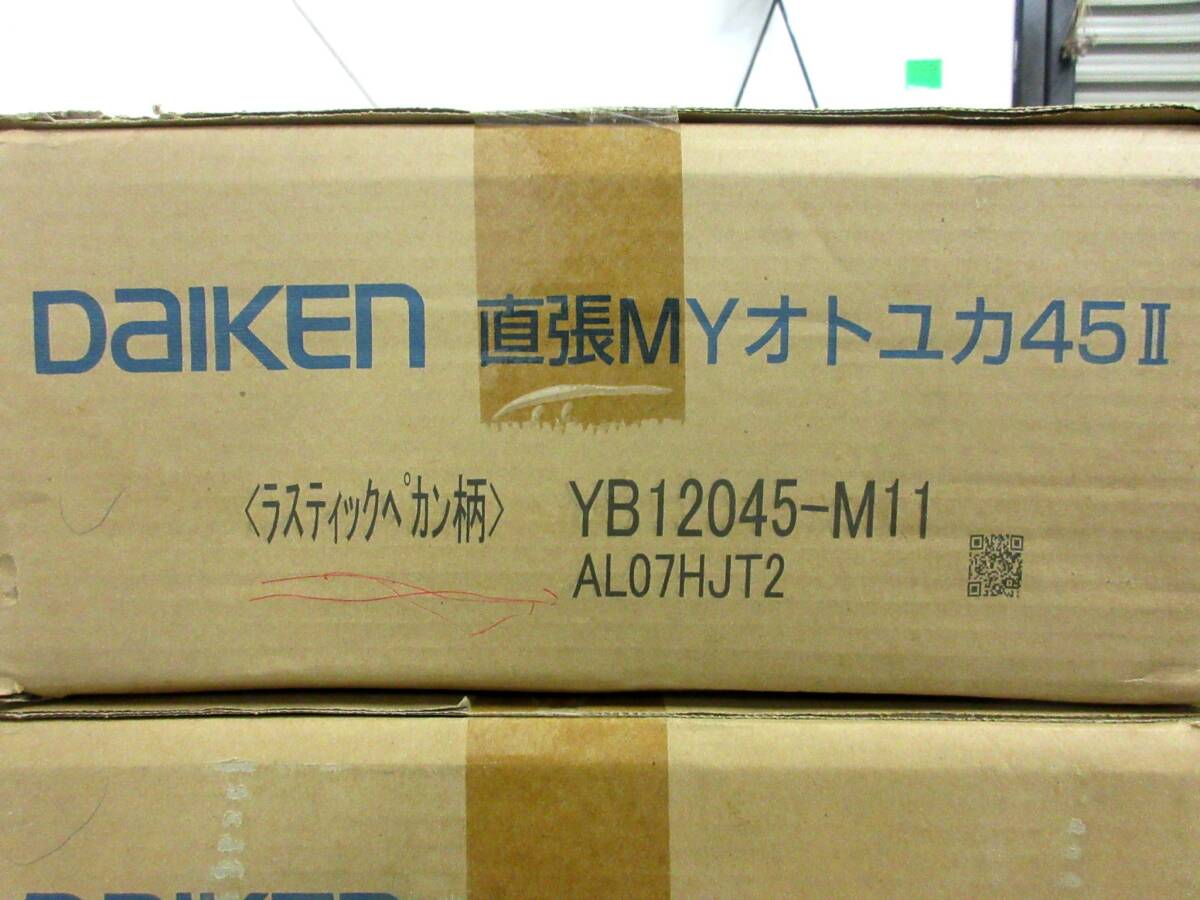 DAIKEN 直張MYオトユカ45Ⅱ
〈ラスティックペカン柄〉 YB12045-M11
AL07HJT2
DAIKEN